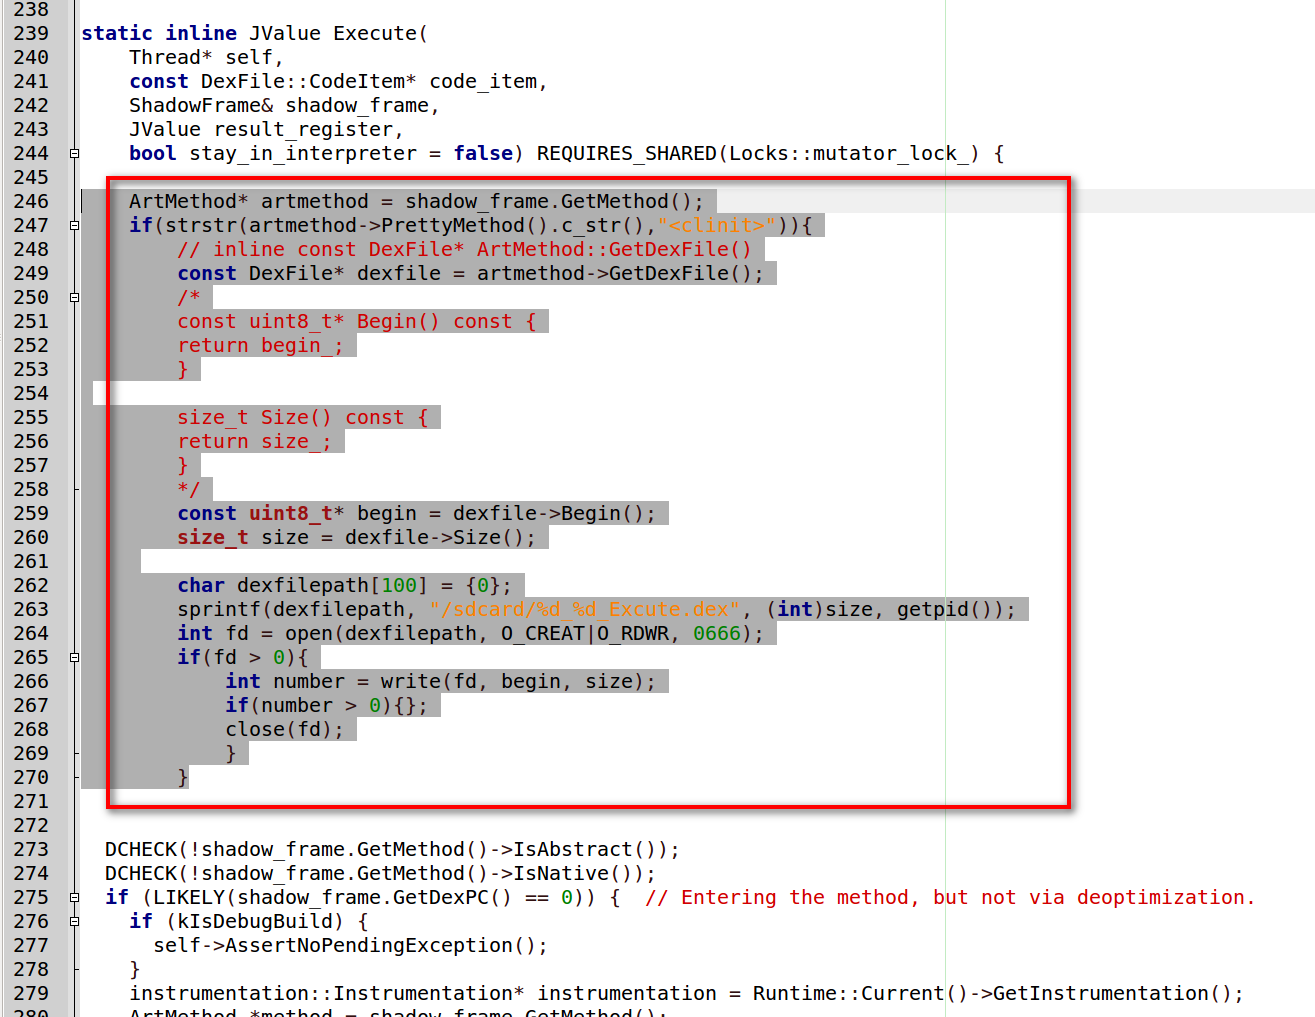 238
239 static inline JValue Execute(
240     Thread* self,
241     const DexFile::CodeItem* code_item,
242     ShadowFrame& shadow_frame,
243     JValue result_register,
244     bool stay_in_interpreter = false) REQUIRES_SHARED(Locks::mutator_lock_) {
245
246     ArtMethod* artmethod = shadow_frame.GetMethod();
247     if(strstr(artmethod->PrettyMethod().c_str(),"<clinit>")){
248         // inline const DexFile* ArtMethod::GetDexFile()
249         const DexFile* dexfile = artmethod->GetDexFile();
250         /*
251         const uint8_t* Begin() const {
252         return begin_;
253         }
254
255         size_t Size() const {
256         return size_;
257         }
258         */
259         const uint8_t* begin = dexfile->Begin();
260         size_t size = dexfile->Size();
261
262         char dexfilepath[100] = {0};
263         sprintf(dexfilepath, "/sdcard/%d_%d_Excute.dex", (int)size, getpid());
264         int fd = open(dexfilepath, O_CREAT|O_RDWR, 0666);
265         if(fd > 0){
266             int number = write(fd, begin, size);
267             if(number > 0){};
268             close(fd);
269             }
270         }
271
272
273   DCHECK(!shadow_frame.GetMethod()->IsAbstract());
274   DCHECK(!shadow_frame.GetMethod()->IsNative());
275   if (LIKELY(shadow_frame.GetDexPC() == 0)) {  // Entering the method, but not via deoptimization.
276     if (kIsDebugBuild) {
277       self->AssertNoPendingException();
278     }
279     instrumentation::Instrumentation* instrumentation = Runtime::Current()->GetInstrumentation();
280     ArtMethod *method = shadow_frame.GetMethod();